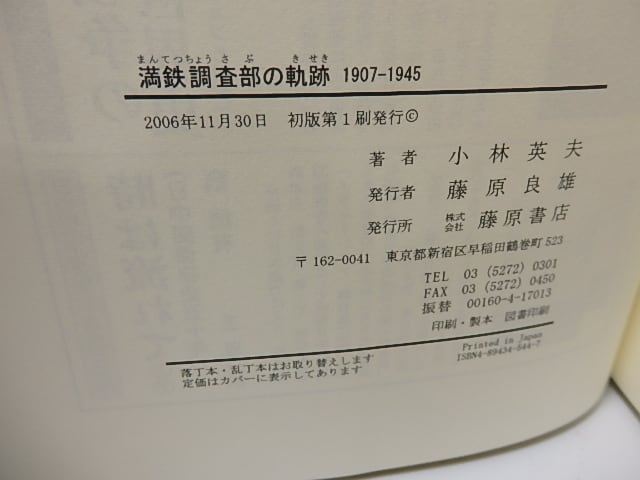 まんてつちょうさぶ きせき
満鉄調査部の軌跡 1907-1945
2006年11月30日 初版第1刷発行©
著者 小林英夫
発行者 藤原良雄
発行所 株式会社 藤原書店
〒162-0041 東京都新宿区早稲田鶴巻町523
TEL 03 (5272) 0301
FAX 03 (5272) 0450
振替 00160-4-17013
印刷・製本 図書印刷
落丁本・乱丁本はお取り替えします
定価はカバーに表示してあります
Printed in Japan
ISBN4-89434-544-7